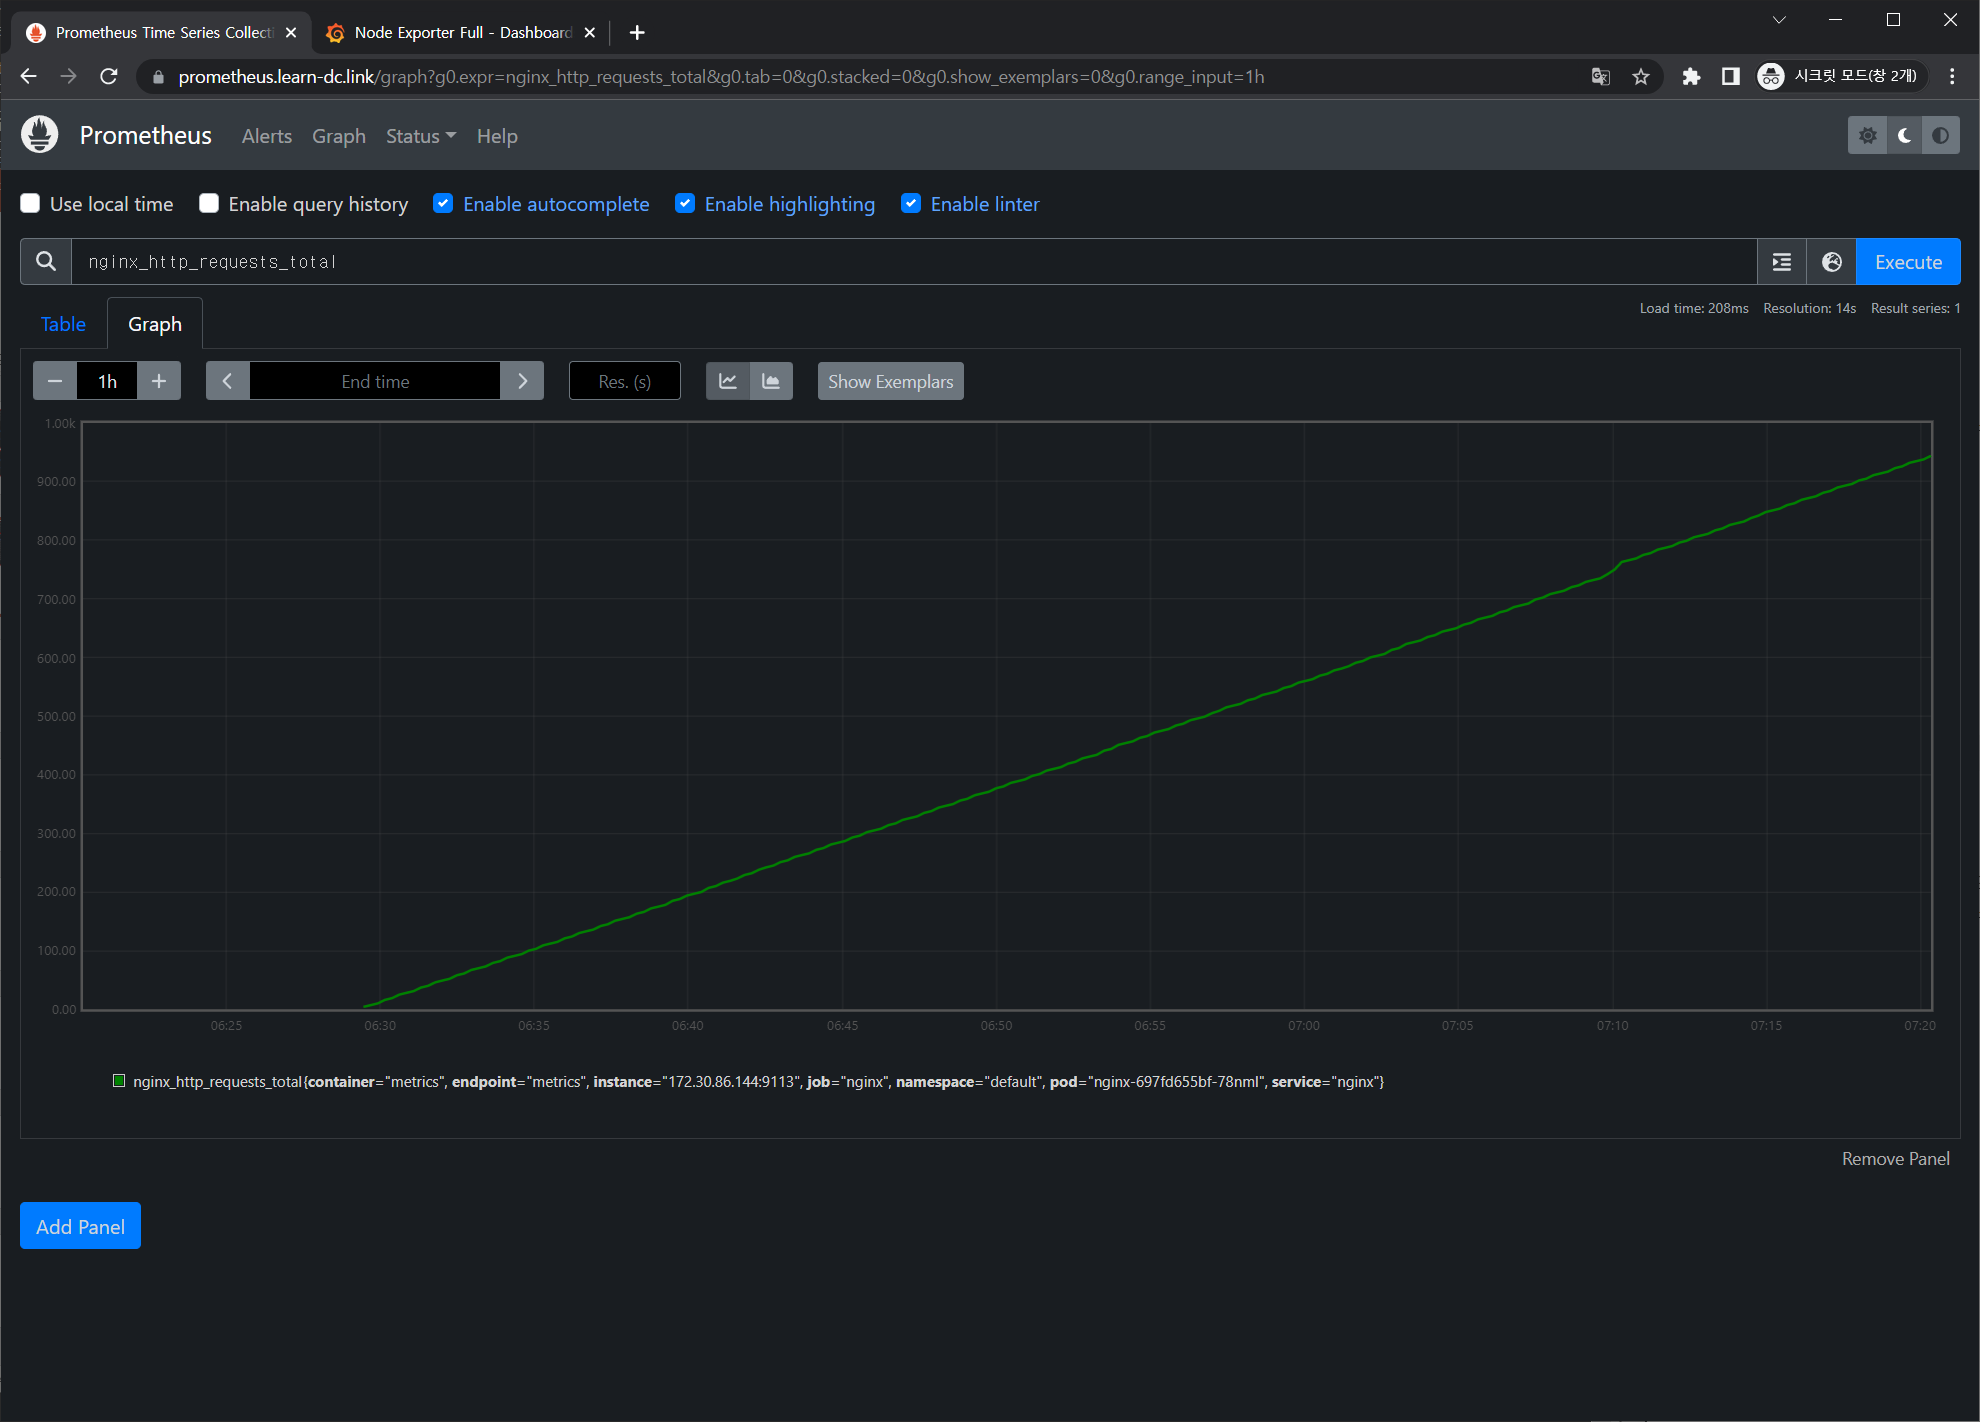 Prometheus Time Series Collecti
Node Exporter Full - Dashboard
prometheus.learn-dc.link/graph?g0.expr=nginx_http_requests_total&g0.tab=0&g0.stacked=0&g0.show_exemplars=0&g0.range_input=1h
시크릿 모드(창 2개)
Prometheus Alerts Graph Status Help
Use local time Enable query history Enable autocomplete Enable highlighting Enable linter
nginx_http_requests_total
Execute
Table Graph
Load time: 208ms Resolution: 14s Result series: 1
1h End time Res. (s) Show Exemplars
1.00k
900.00
800.00
700.00
600.00
500.00
400.00
300.00
200.00
100.00
0.00
06:25 06:30 06:35 06:40 06:45 06:50 06:55 07:00 07:05 07:10 07:15 07:20
nginx_http_requests_total{container="metrics", endpoint="metrics", instance="172.30.86.144:9113", job="nginx", namespace="default", pod="nginx-697fd655bf-78nml", service="nginx"}
Remove Panel
Add Panel